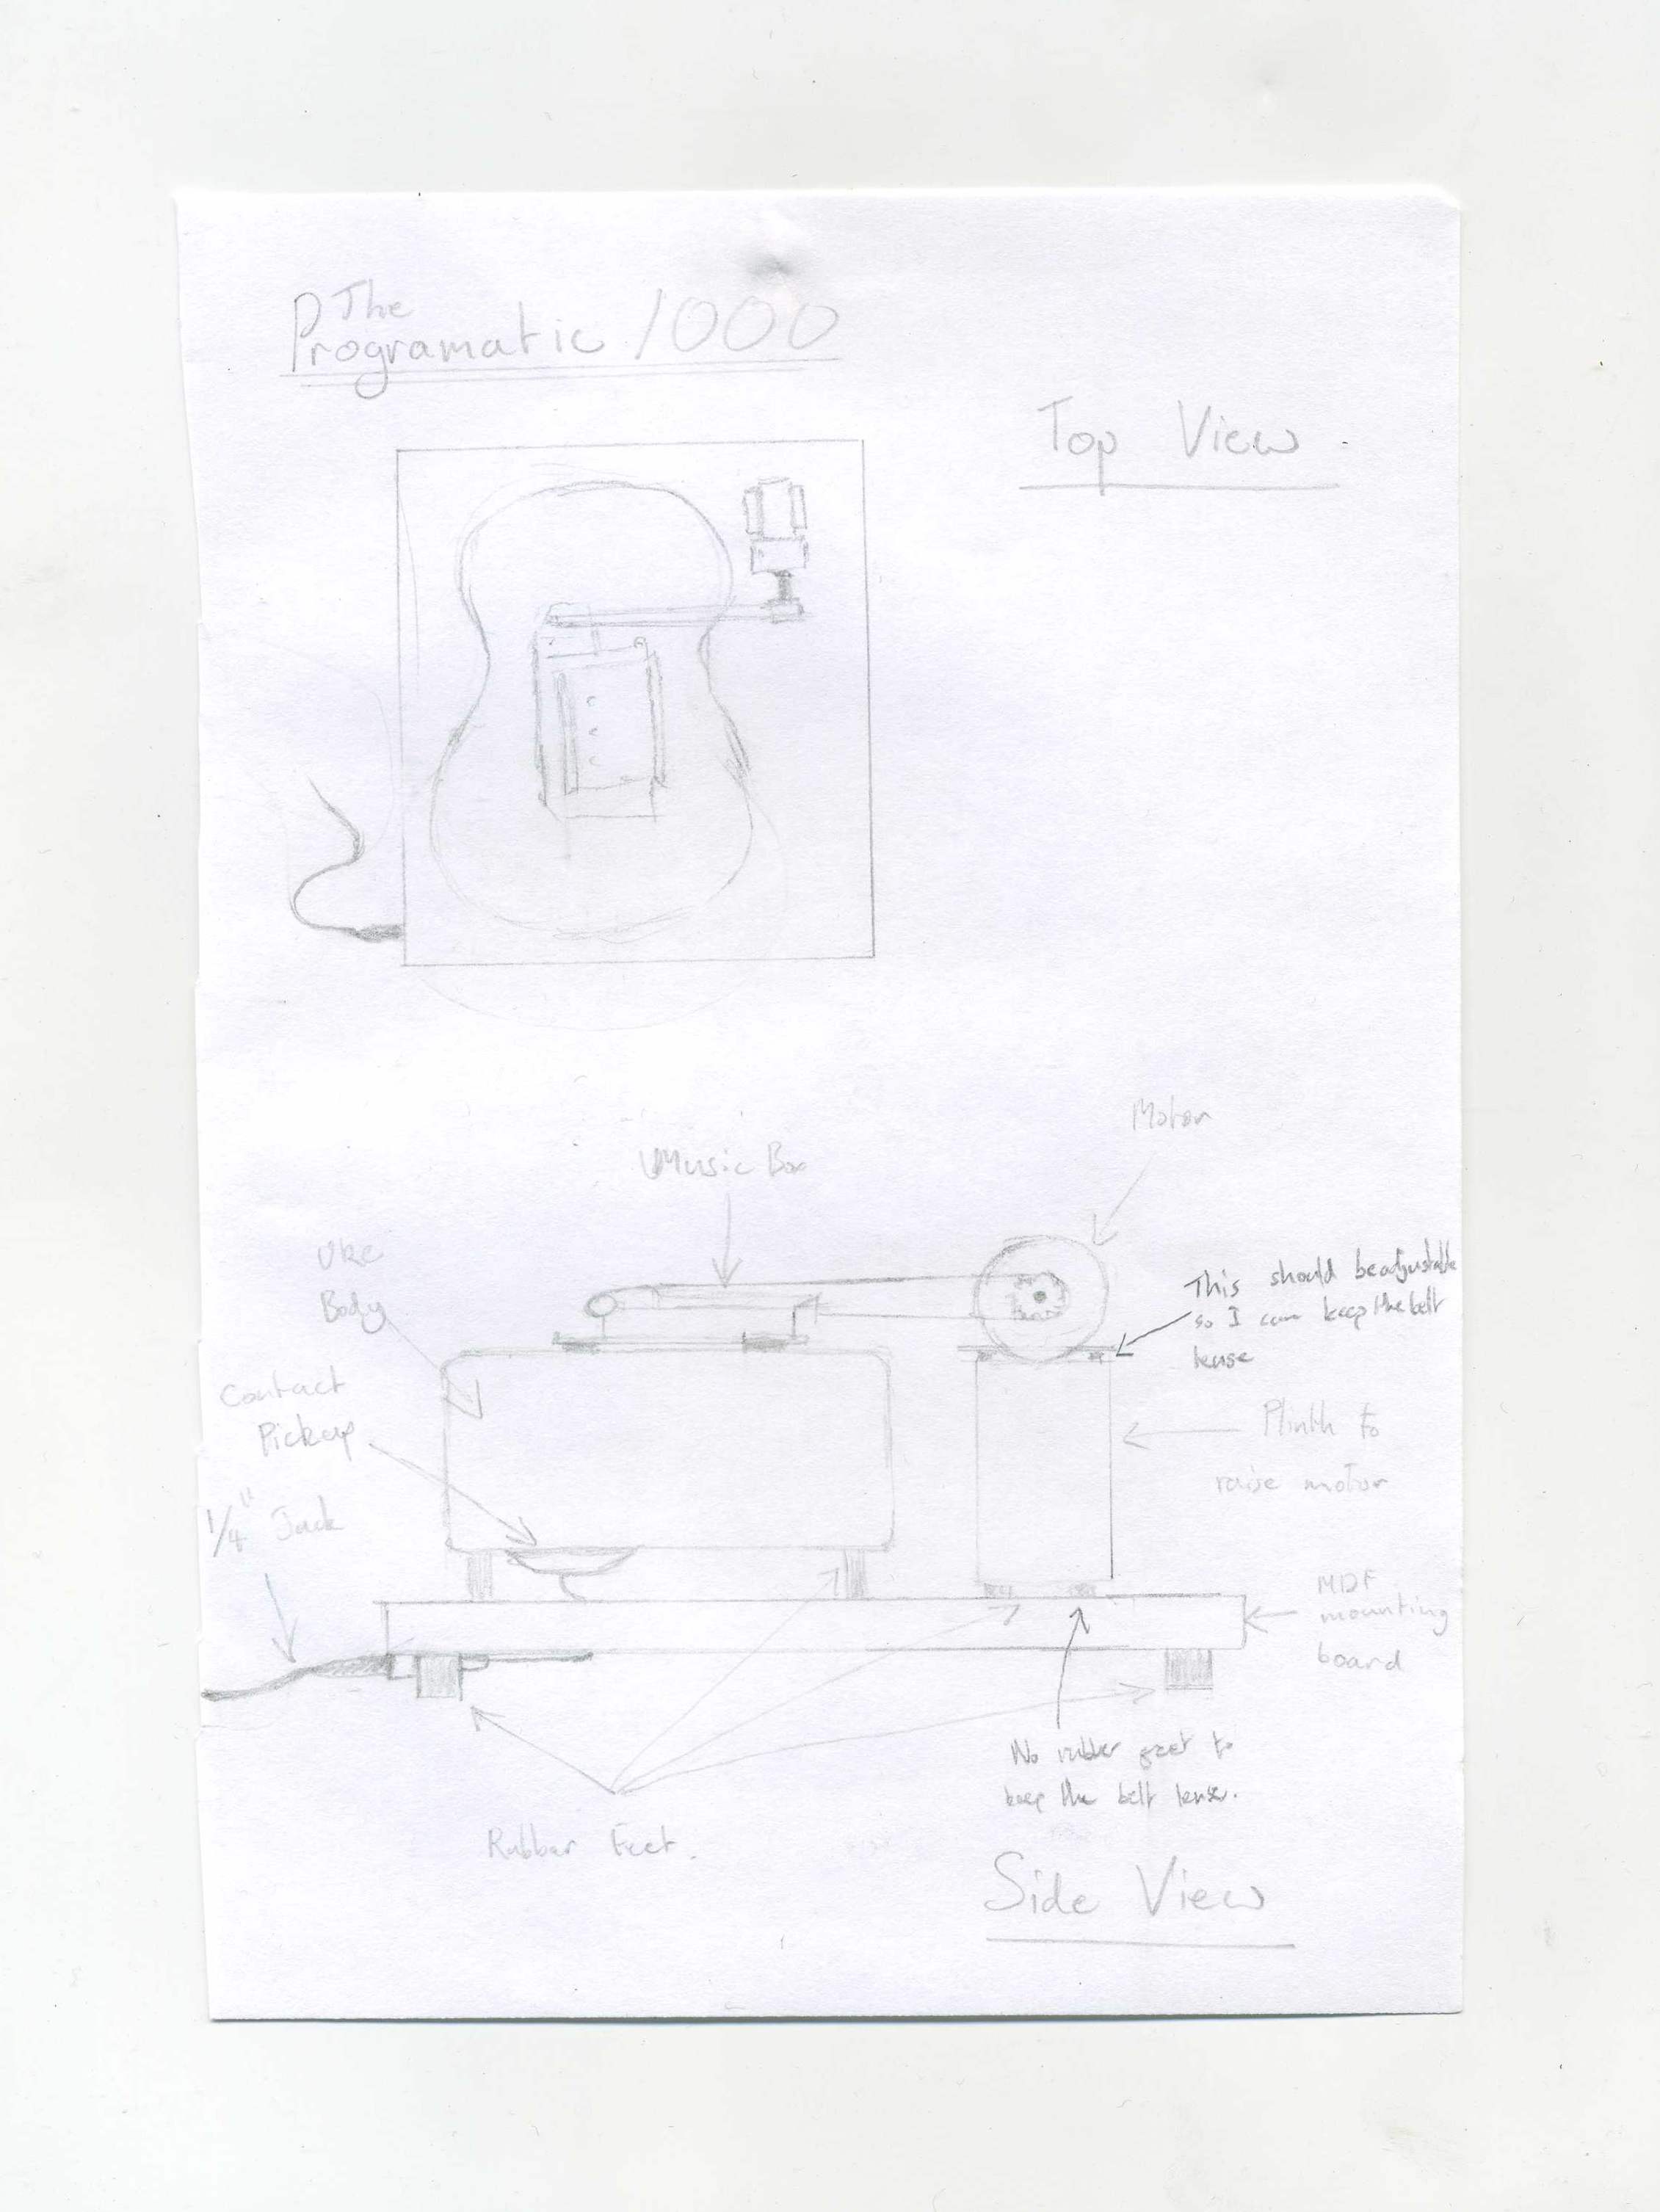 The
Programatic 1000
Top View
Motor
Music Box
Uke
Body
This should be adjustable
so I can keep the belt
tense
Contact
Pickup
Plinth to
raise motor
1/4" Jack
MDF
mounting
board
No rubber feet to
keep the belt tense.
Rubber Feet.
Side View